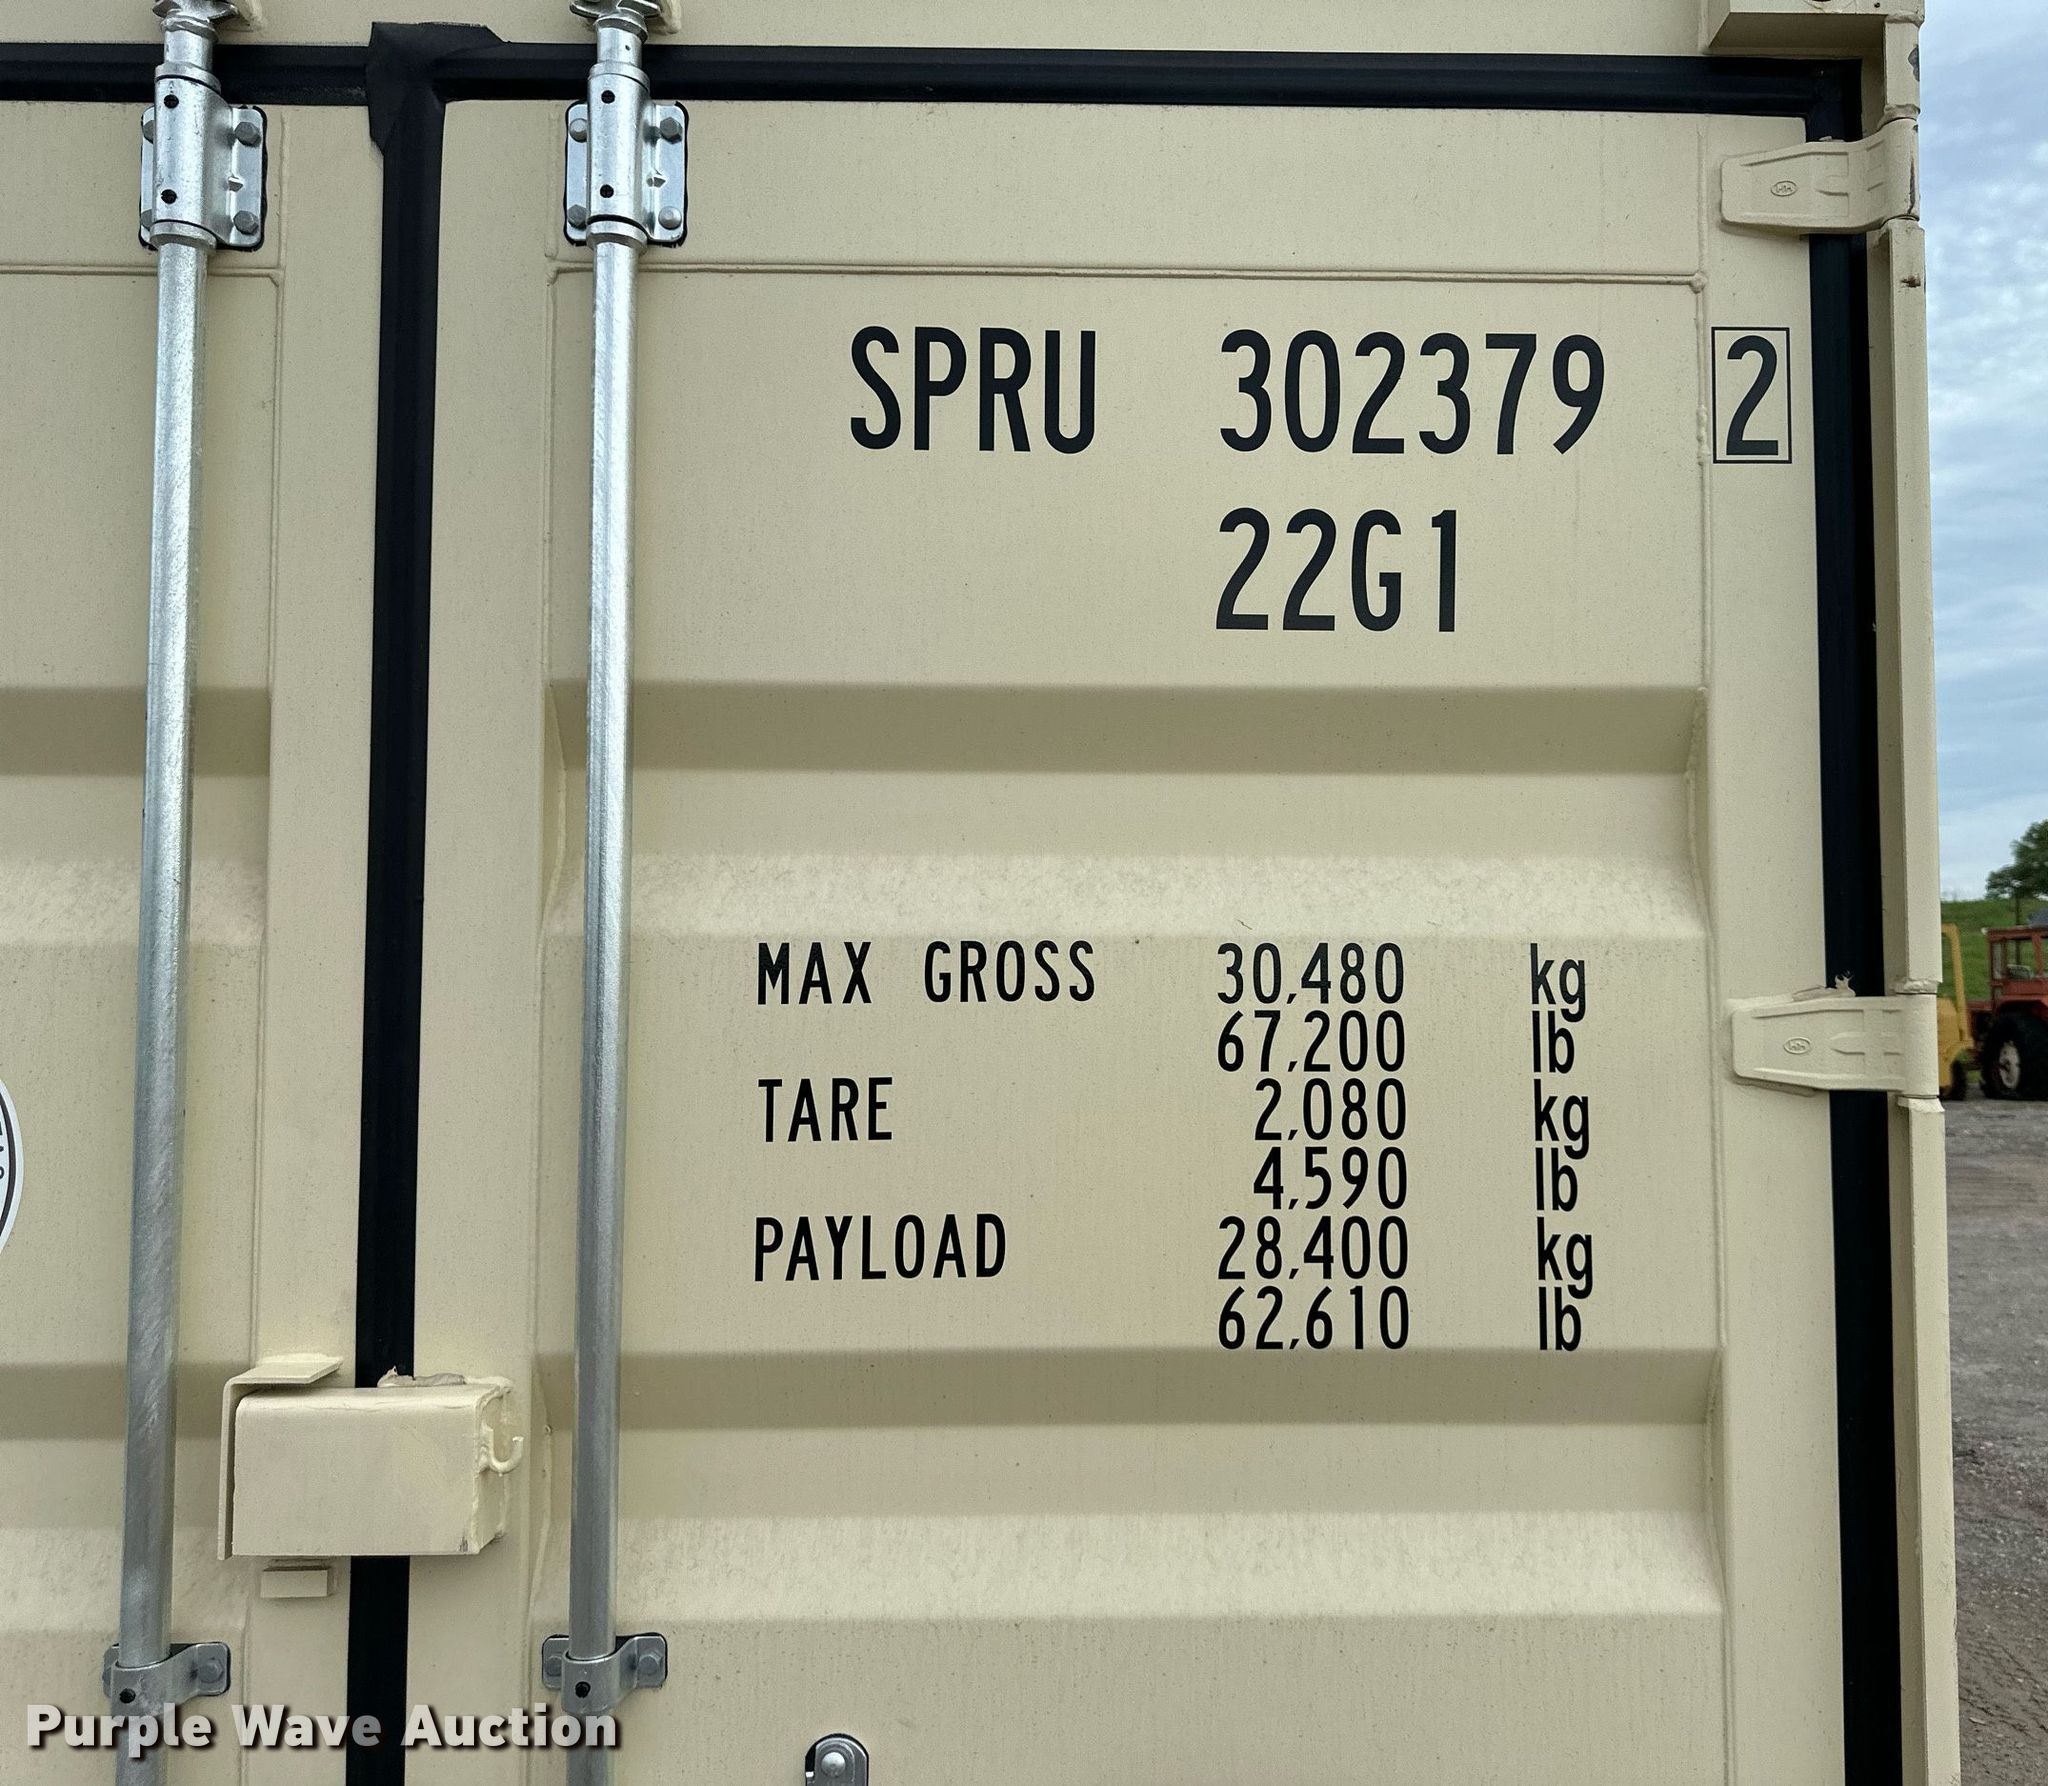 SPRU 302379 2
22G1
MAX GROSS 30,480 kg
67,200 lb
TARE 2,080 kg
4,590 lb
PAYLOAD 28,400 kg
62,610 lb
Purple Wave Auction